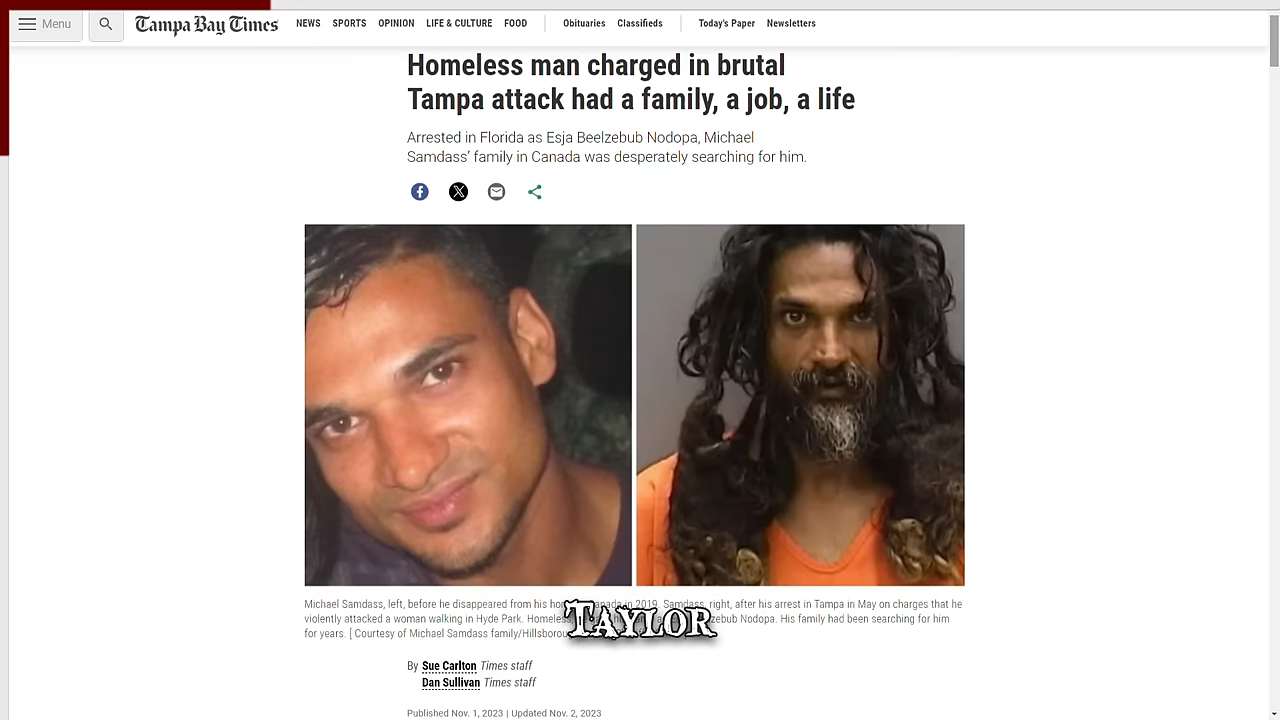 Menu
Tampa Bay Times
NEWS SPORTS OPINION LIFE & CULTURE FOOD Obituaries Classifieds Today's Paper Newsletters
Homeless man charged in brutal
Tampa attack had a family, a job, a life
Arrested in Florida as Esja Beelzebub Nodopa, Michael
Samdass' family in Canada was desperately searching for him.
Michael Samdass, left, before he disappeared from his in 2019. Samdass, right, after his arrest in Tampa in May on charges that he
violently attacked a woman walking in Hyde Park. Homeless, Nodopa. His family had been searching for him
for years. [ Courtesy of Michael Samdass family/
TAYLOR
By Sue Carlton Times staff
Dan Sullivan Times staff
Published Nov. 1, 2023 | Updated Nov. 2, 2023